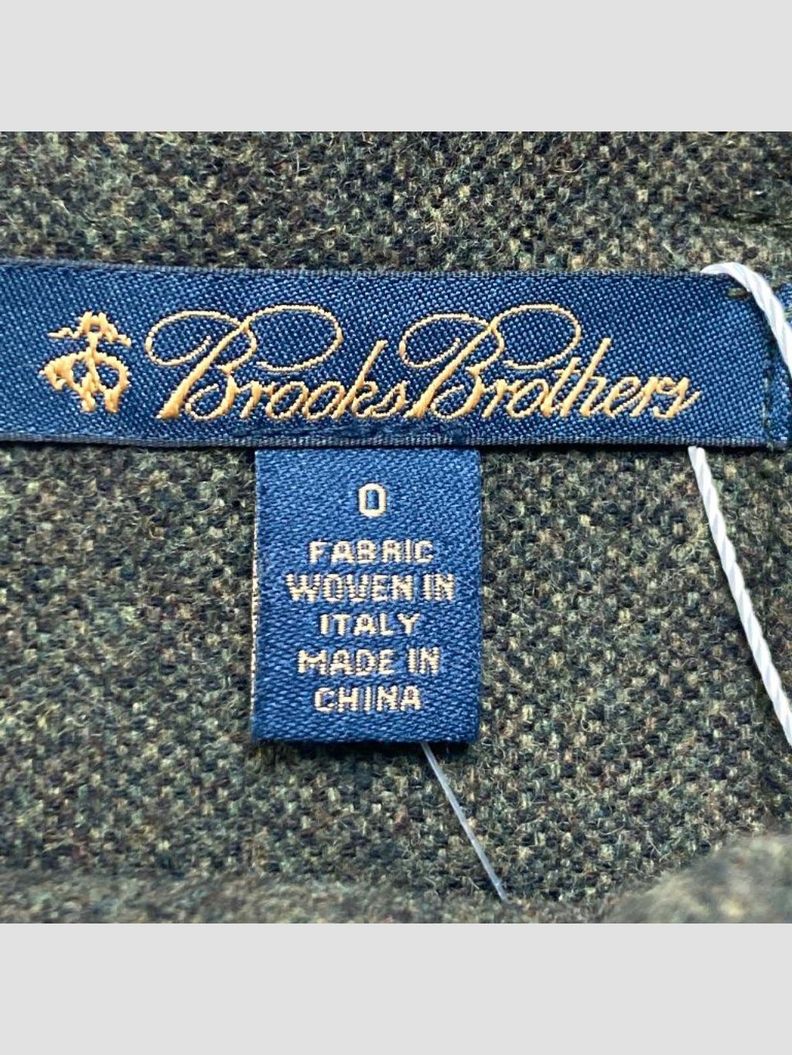 Brooks Brothers
0
FABRIC
WOVEN IN
ITALY
MADE IN
CHINA